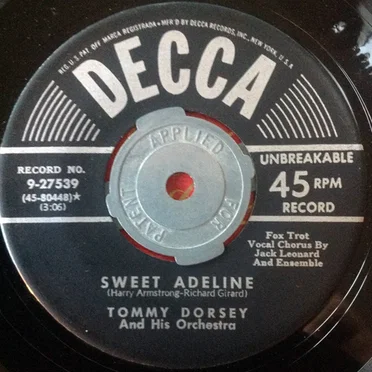 REG. U.S. PAT. OFF. MARCA REGISTRADA • MF'D BY DECCA RECORDS, INC., NEW YORK, U.S.A.
DECCA
RECORD NO.
9-27539
(45-80448)★
(3:06)
PATENT APPLIED FOR
UNBREAKABLE
45 RPM
RECORD
Fox Trot
Vocal Chorus By
Jack Leonard
And Ensemble
SWEET ADELINE
(Harry Armstrong-Richard Girard)
TOMMY DORSEY
And His Orchestra